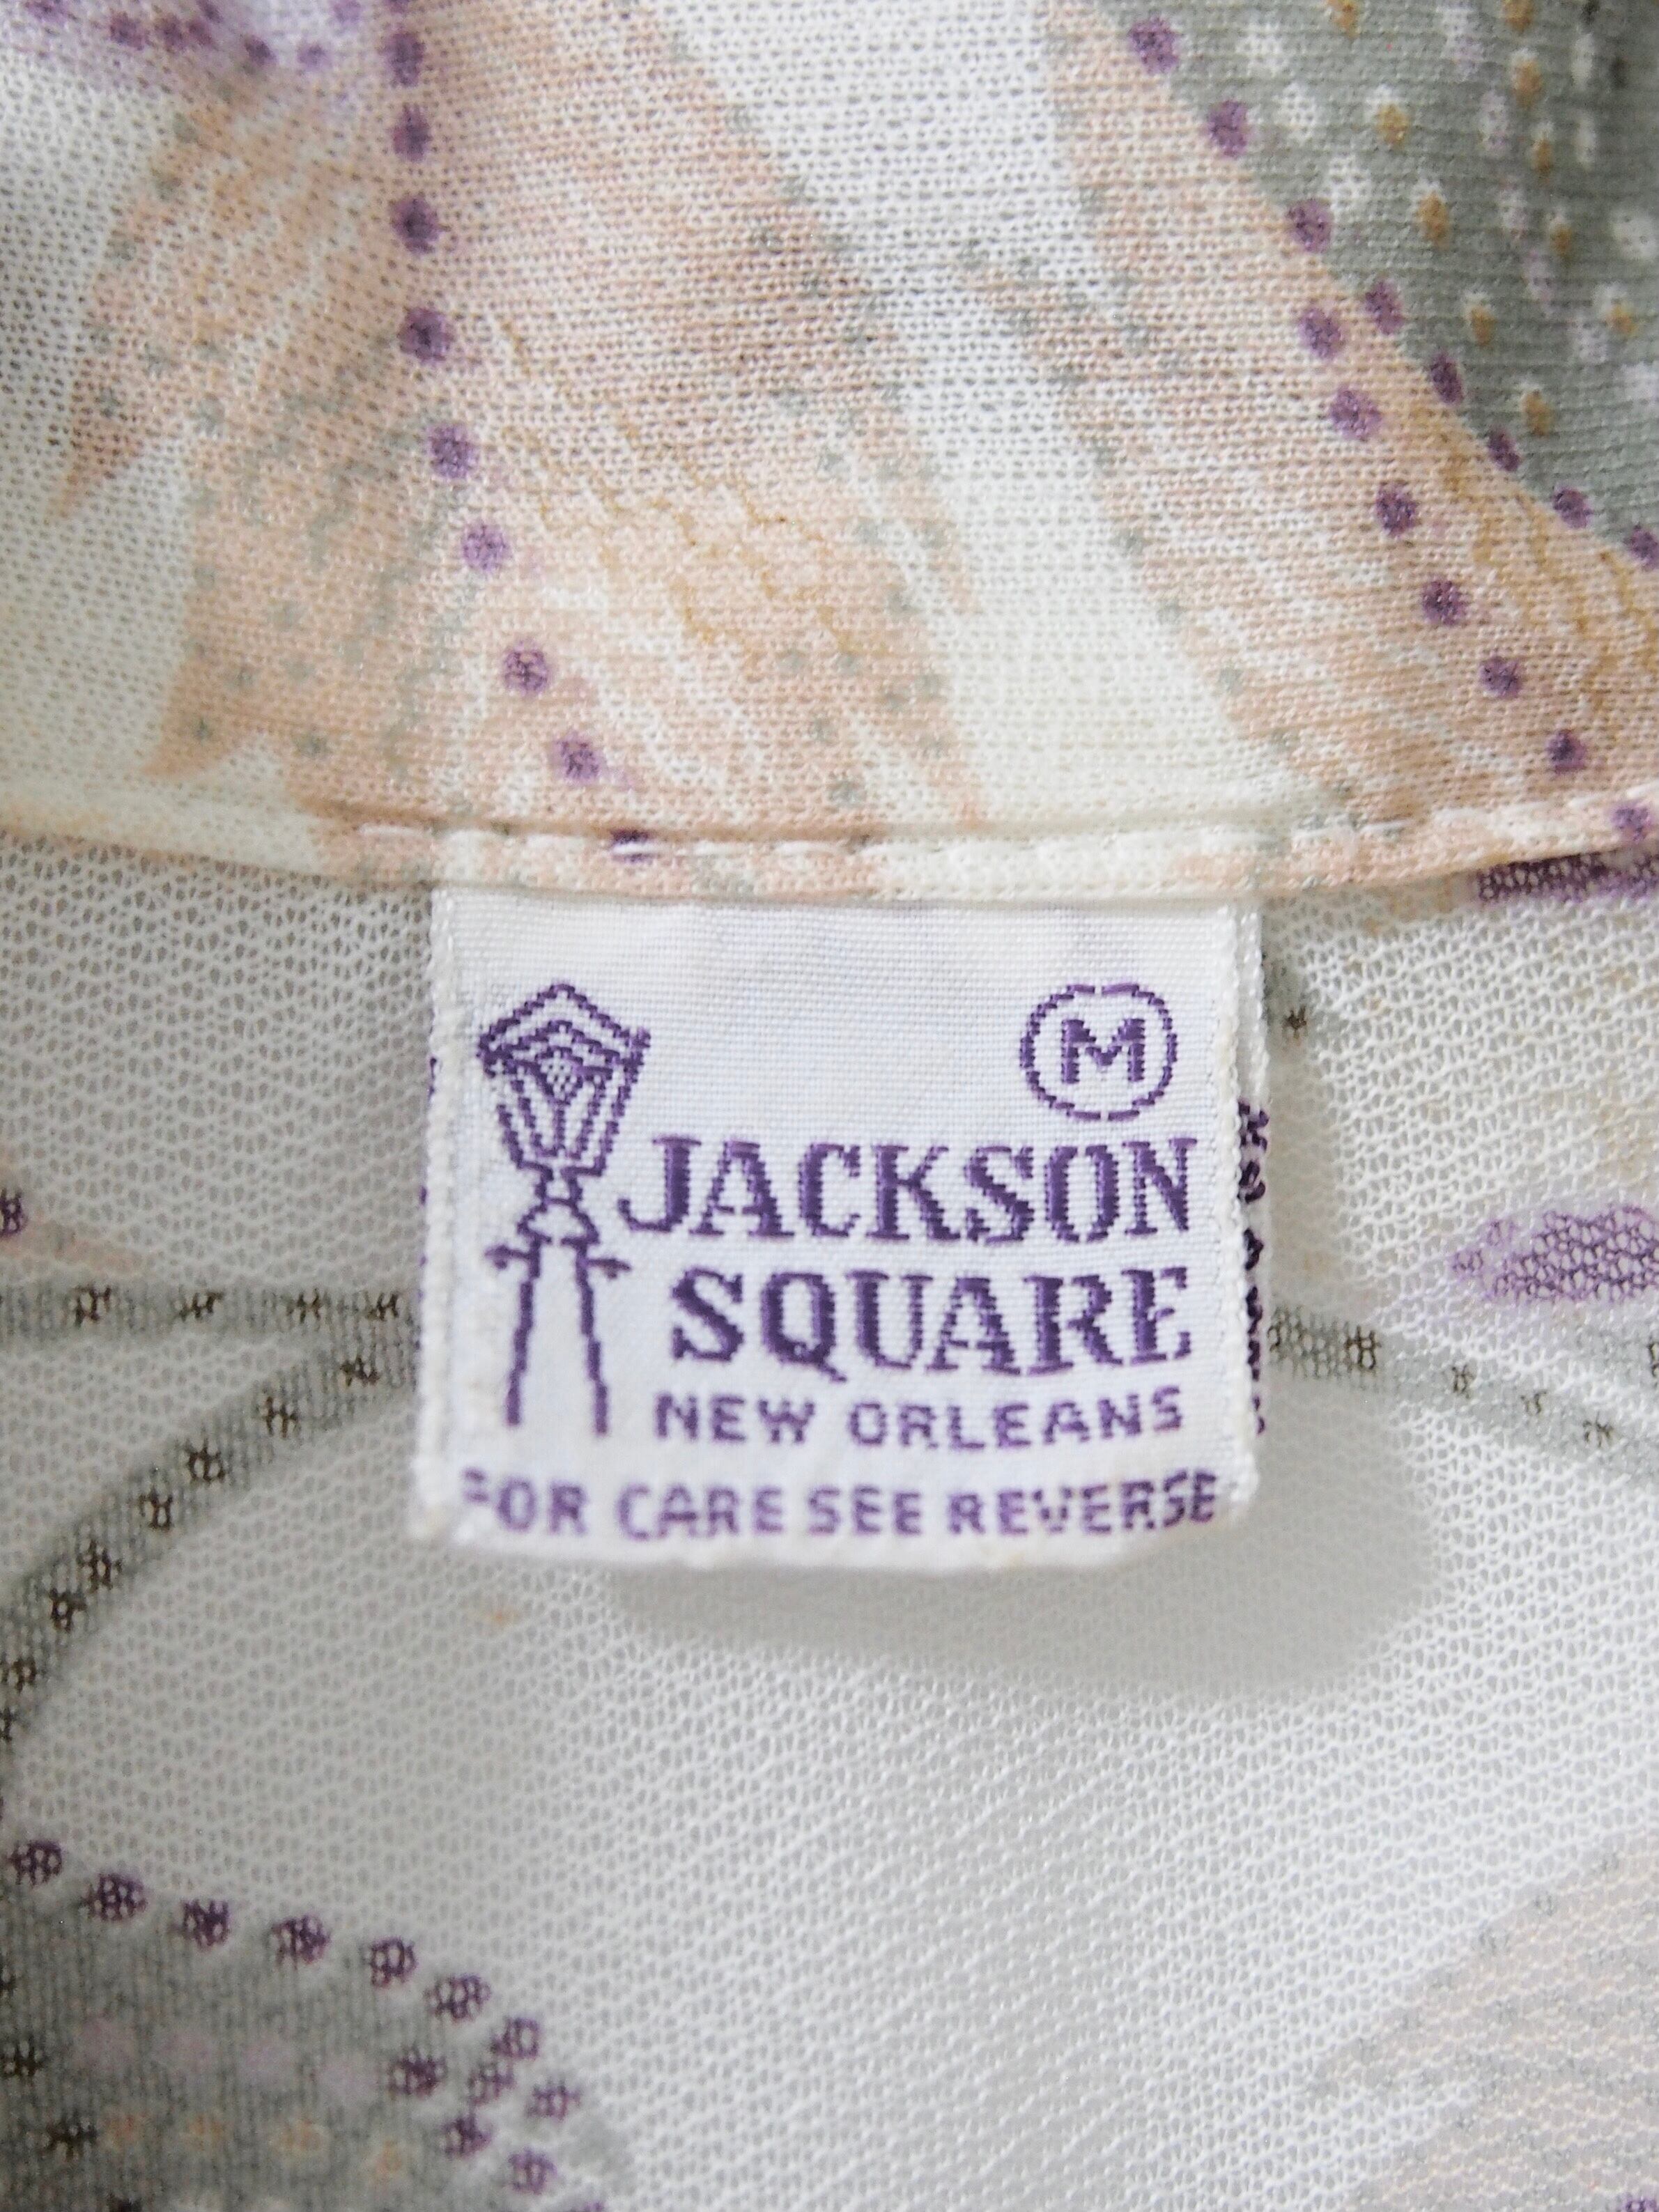 M
JACKSON
SQUARE
NEW ORLEANS
FOR CARE SEE REVERSE